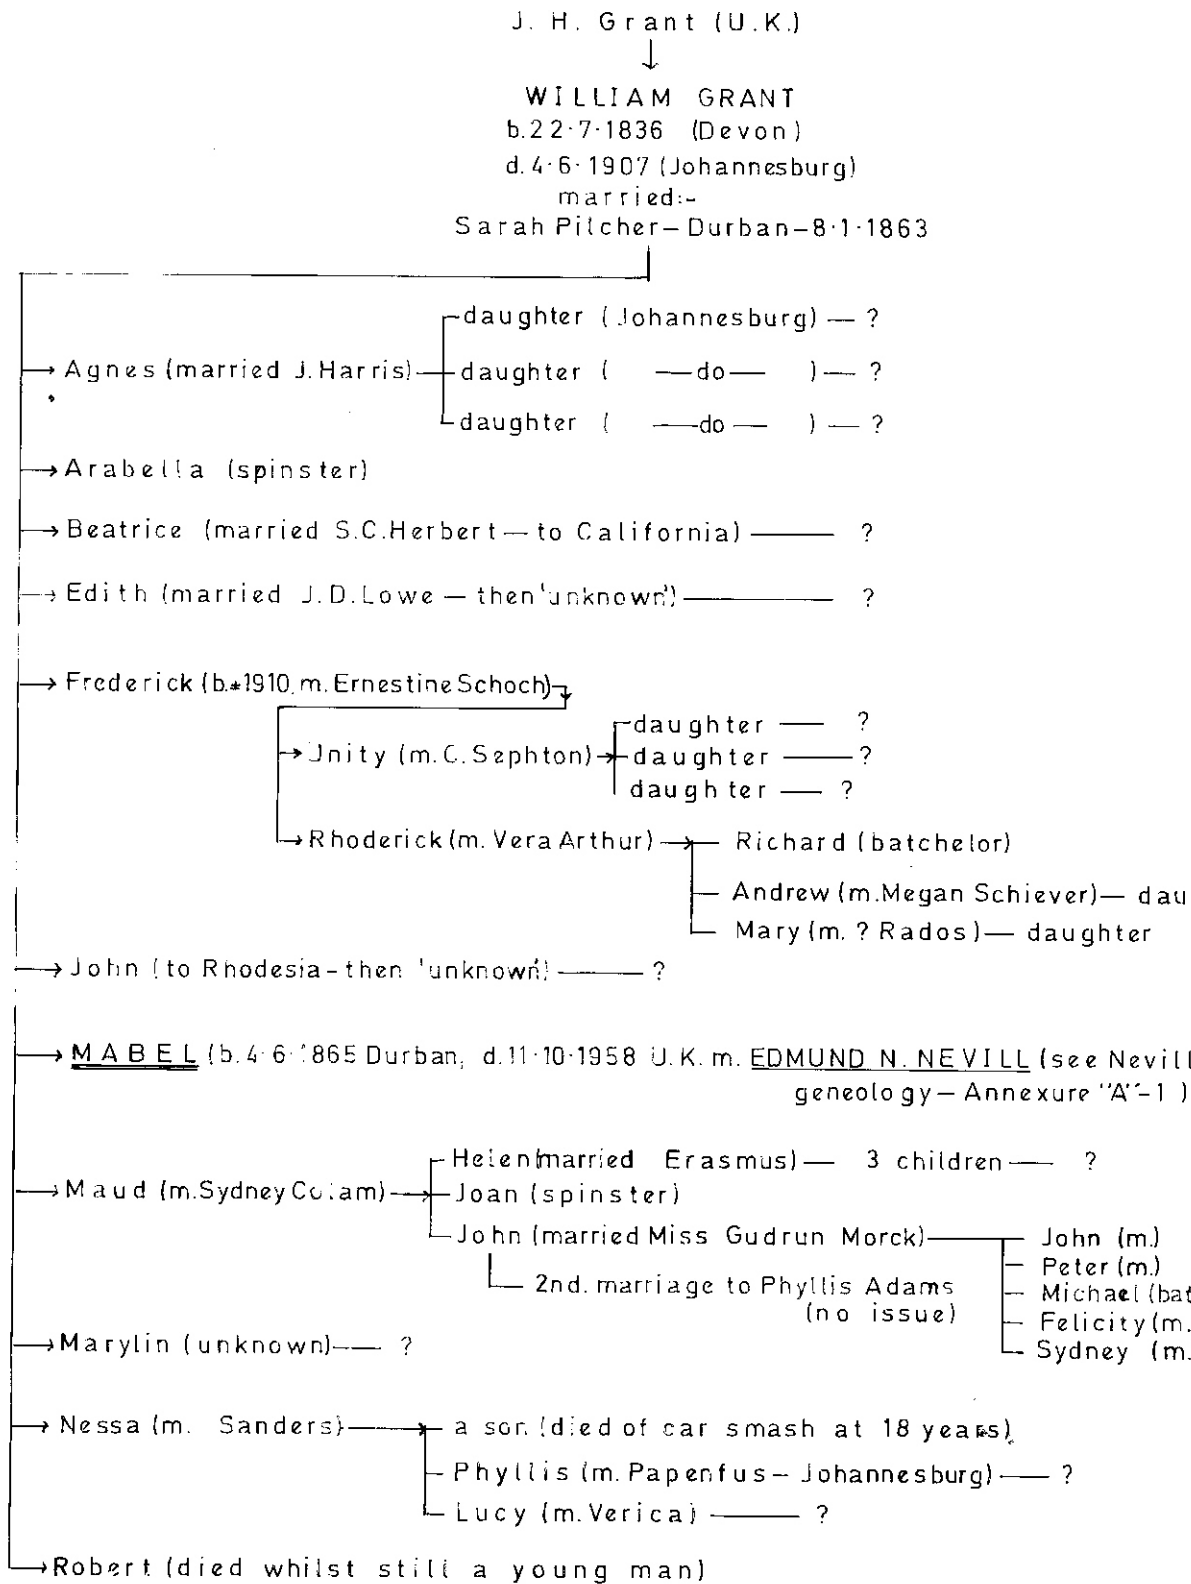 J. H. Grant (U.K.)
WILLIAM GRANT
b.22·7·1836 (Devon)
d.4·6·1907 (Johannesburg)
married:-
Sarah Pilcher – Durban – 8·1·1863
daughter (Johannesburg) — ?
Agnes (married J. Harris)
daughter ( —do— ) — ?
daughter ( —do— ) — ?
Arabella (spinster)
Beatrice (married S.C. Herbert — to California) — ?
Edith (married J.D. Lowe — then 'unknown') — ?
Frederick (b.*1910, m. Ernestine Schoch)
daughter — ?
Unity (m. C. Sephton)
daughter — ?
daughter — ?
Rhoderick (m. Vera Arthur)
Richard (batchelor)
Andrew (m. Megan Schiever) — dau
Mary (m. ? Rados) — daughter
John (to Rhodesia – then 'unknown') — ?
MABEL (b.4·6·1865 Durban, d.11·10·1958 U.K. m. EDMUND N. NEVILL (see Nevill
geneology – Annexure "A"-1 )
Helen (married Erasmus) — 3 children — ?
Maud (m. Sydney
Joan (spinster)
John (married Miss Gudrun Morck)
John (m.)
Peter (m.)
2nd. marriage to Phyllis Adams
(no issue)
Michael (bat
Felicity (m.
Sydney (m.
Marylin (unknown) — ?
Nessa (m. Sanders)
a son (died of car smash at 18 years)
Phyllis (m. Papenfus – Johannesburg) — ?
Lucy (m. Verica) — ?
Robert (died whilst still a young man)